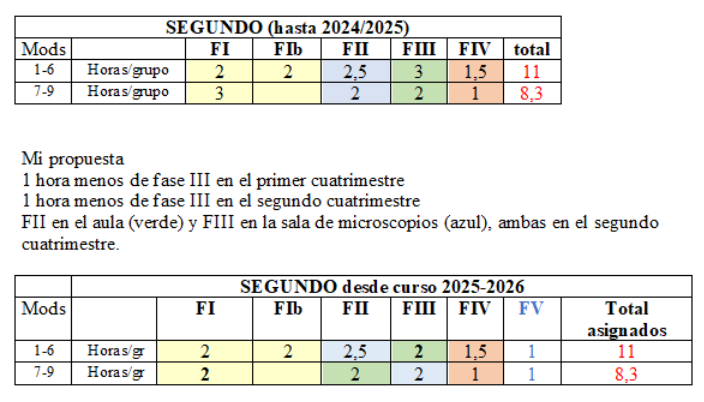 SEGUNDO (hasta 2024/2025)
Mods FI FIb FII FIII FIV total
1-6 Horas/grupo 2 2 2,5 3 1,5 11
7-9 Horas/grupo 3 2 2 1 8,3
Mi propuesta
1 hora menos de fase III en el primer cuatrimestre
1 hora menos de fase III en el segundo cuatrimestre
FII en el aula (verde) y FIII en la sala de microscopios (azul), ambas en el segundo
cuatrimestre.
SEGUNDO desde curso 2025-2026
Mods FI FIb FII FIII FIV FV Total
asignados
1-6 Horas/gr 2 2 2,5 2 1,5 1 11
7-9 Horas/gr 2 2 2 1 1 8,3